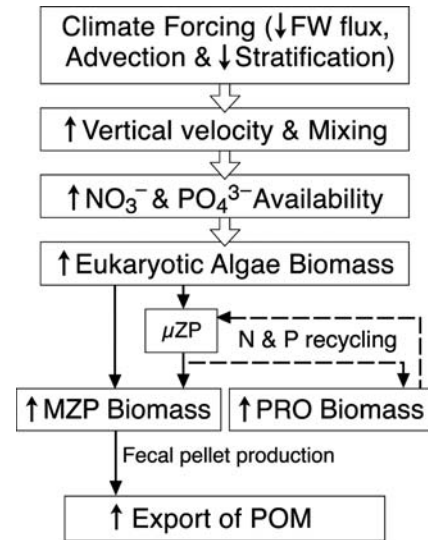 Climate Forcing (↓FW flux,
Advection & ↓Stratification)
↑Vertical velocity & Mixing
↑NO₃⁻ & PO₄³⁻ Availability
↑Eukaryotic Algae Biomass
μZP
N & P recycling
↑MZP Biomass
↑PRO Biomass
Fecal pellet production
↑ Export of POM